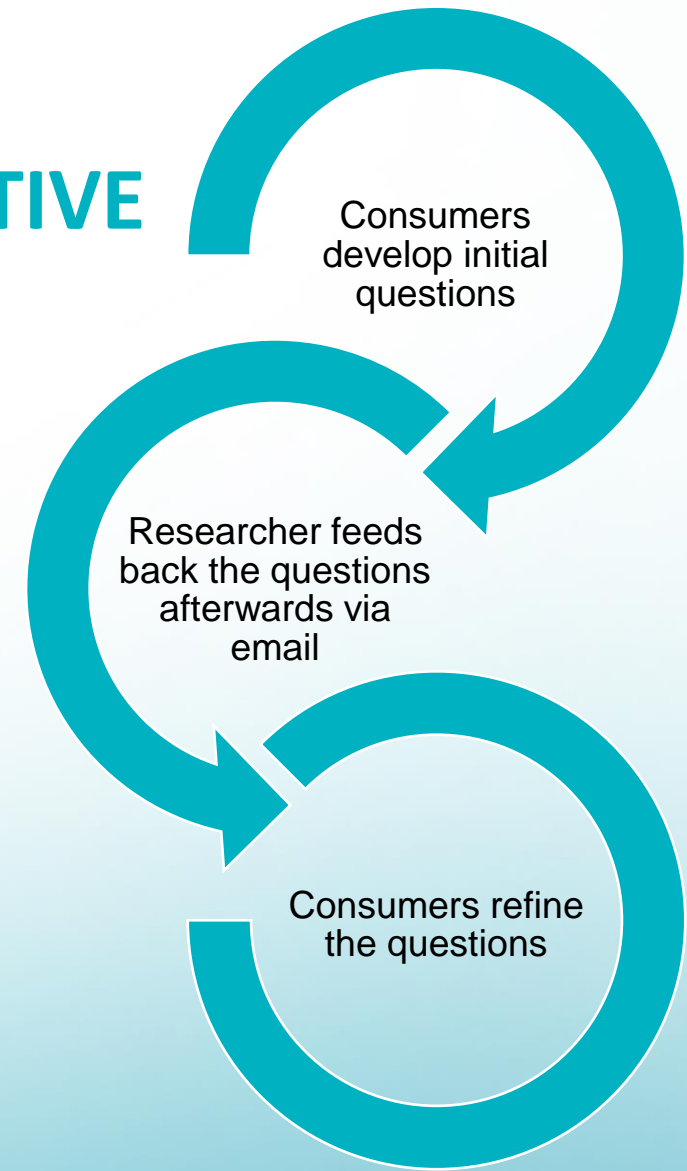 TIVE
Consumers
develop initial
questions
Researcher feeds
back the questions
afterwards via
email
Consumers refine
the questions